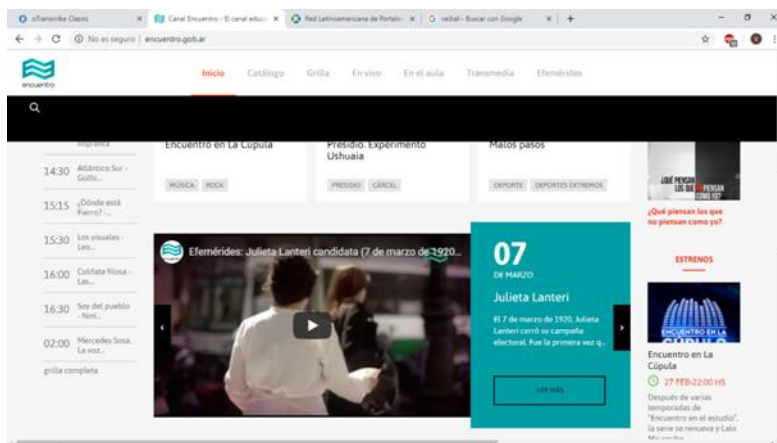 oTranscribe Classic
Canal Encuentro - El canal educa
Red Latinoamericana de Portales
ceibal - Buscar con Google
No es seguro | encuentro.gob.ar
encuentro
Inicio Catálogo Grilla En vivo En el aula Transmedia Efemérides
Imprenta
14:30 Atlántico Sur -
Golfo...
15:15 ¿Dónde está
Fierro? -...
15:30 Los visuales -
Leo...
16:00 Caliñata filosa -
Las...
16:30 Soy del pueblo
- Nini...
02:00 Mercedes Sosa.
La voz...
grilla completa
Encuentro en La Cúpula
MÚSICA ROCK
Presidio. Experimento
Ushuaia
PRESIDIO CÁRCEL
Malos pasos
DEPORTE DEPORTES EXTREMOS
Efemérides: Julieta Lanteri candidata (7 de marzo de 1920...
07
DE MARZO
Julieta Lanteri
El 7 de marzo de 1920, Julieta
Lanteri cerró su campaña
electoral. Fue la primera vez q...
VER MÁS
¿QUÉ PIENSAN
LOS QUE NO PIENSAN
COMO YO?
¿Qué piensan los que
no piensan como yo?
ESTRENOS
ENCUENTRO EN LA
CÚPULA
Encuentro en La
Cúpula
27 FEB-22:00 HS
Después de varias
temporadas de
"Encuentro en el estudio",
la serie se renueva y Lalo